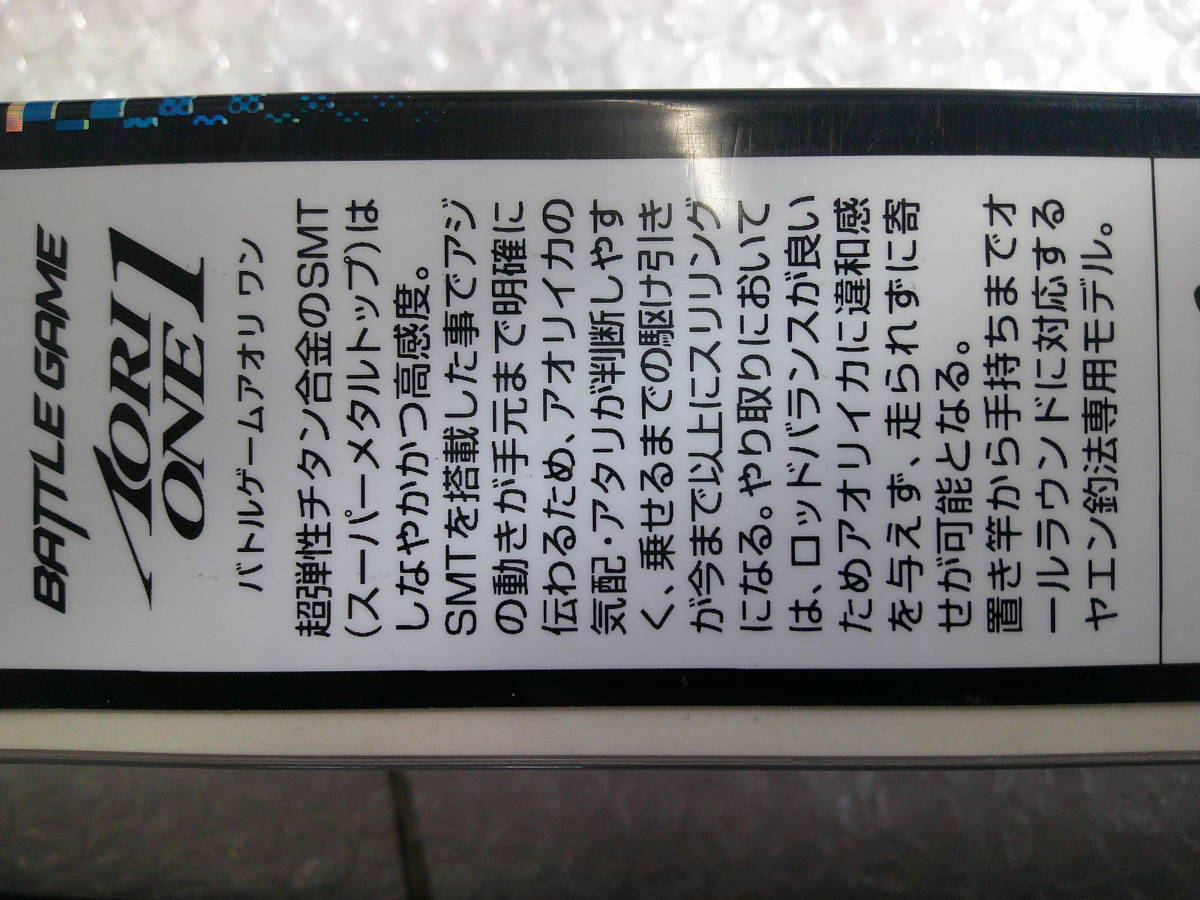 BATTLE GAME
AORI
ONE 1
バトルゲームアオリ ワン
超弾性チタン合金のSMT
(スーパーメタルトップ)は
しなやかかつ高感度。
SMTを搭載した事でアジ
の動きが手元まで明確に
伝わるため、アオリイカの
気配・アタリが判断しやす
く、乗せるまでの駆け引き
が今まで以上にスリリング
になる。やり取りにおいて
は、ロッドバランスが良い
ためアオリイカに違和感
を与えず、走られずに寄
せが可能となる。
置き竿から手持ちまでオ
ールラウンドに対応する
ヤエン釣法専用モデル。